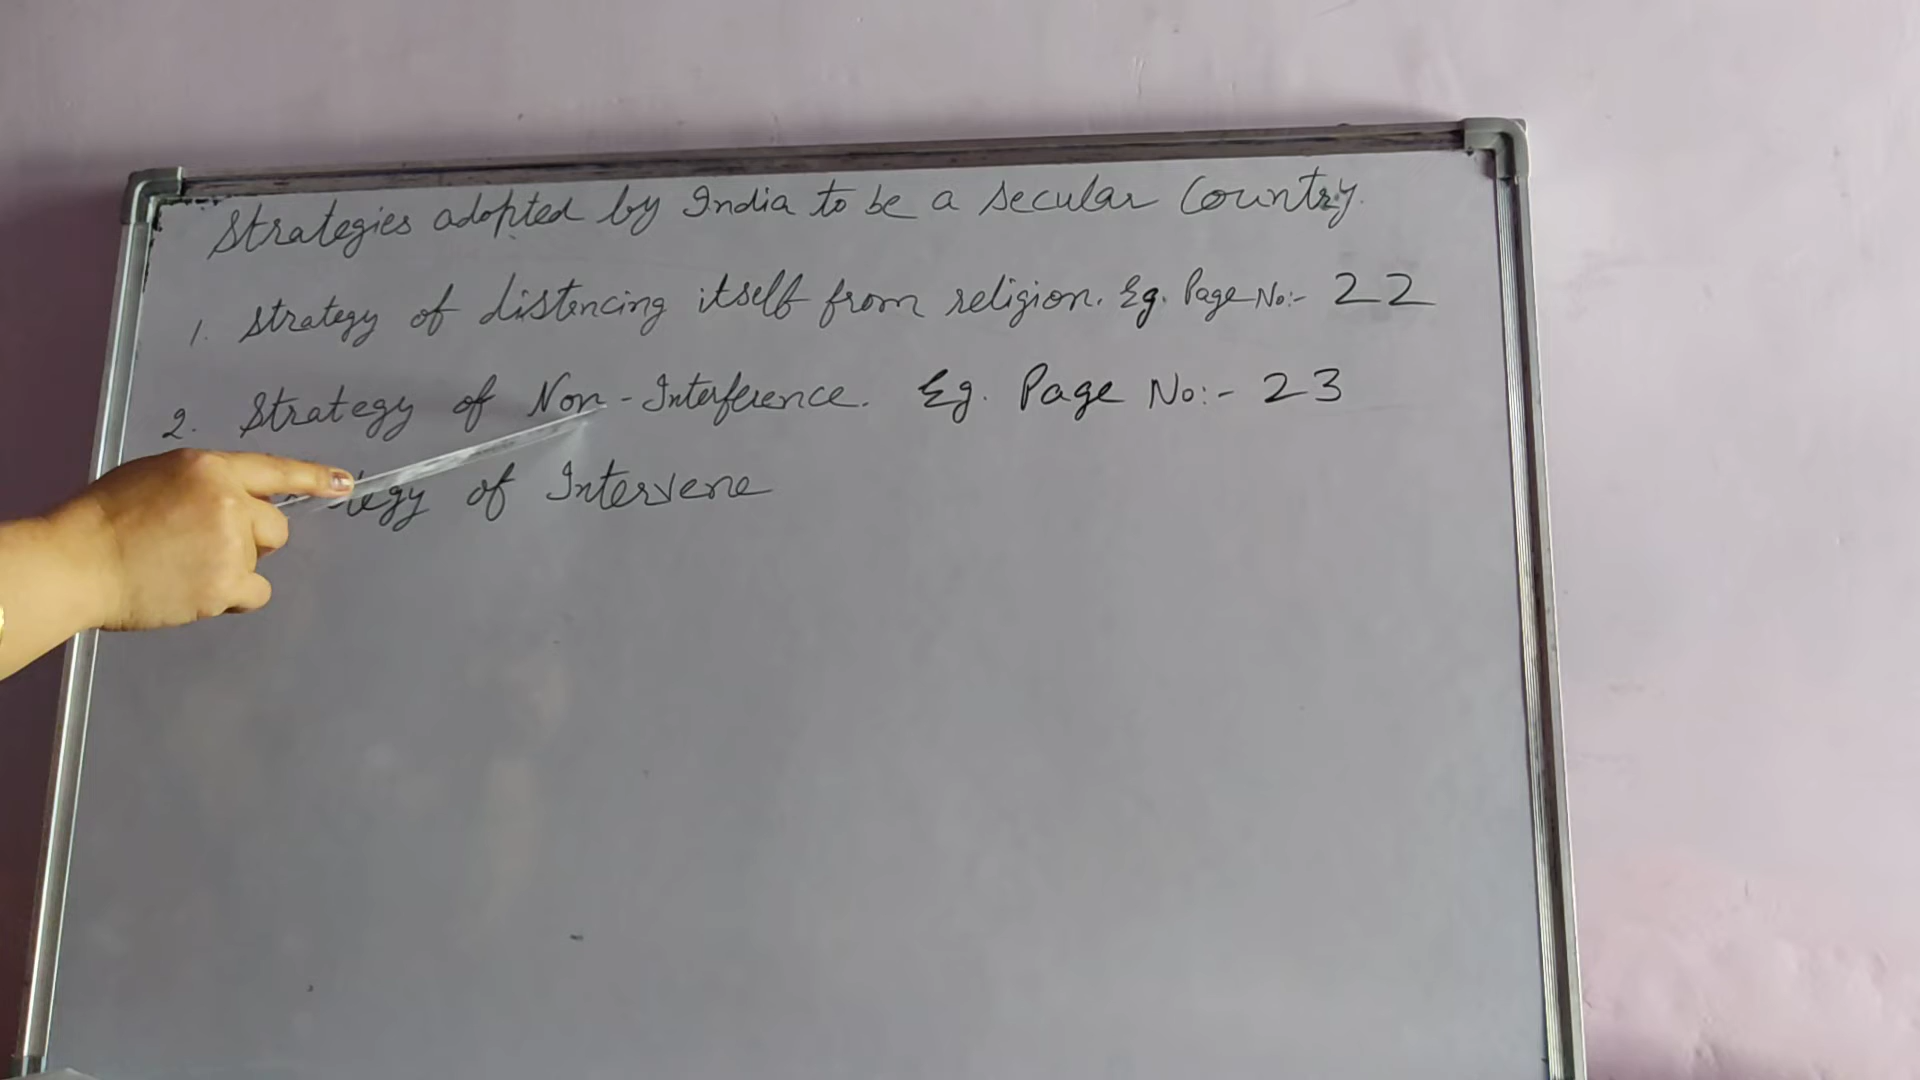 Strategies adopted by India to be a secular Country.
1. Strategy of distencing itself from religion. Eg. Page No:- 22
2. Strategy of Non-Interference. Eg. Page No:- 23
of Intervene